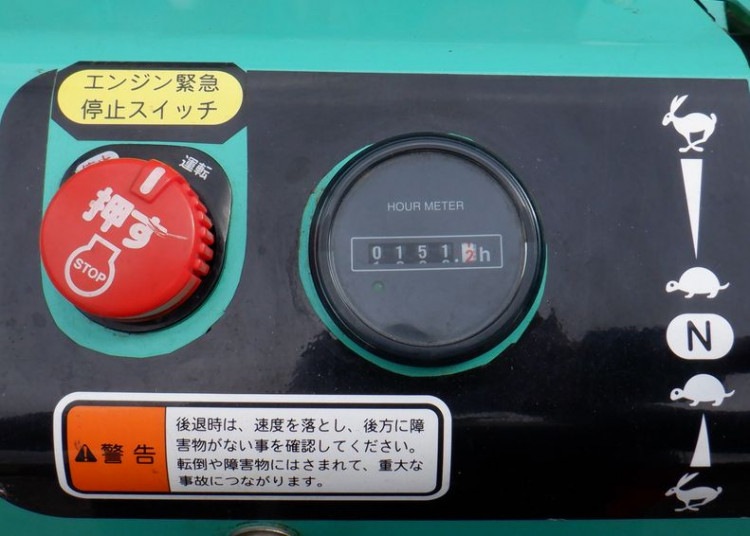 エンジン緊急
停止スイッチ
運転
押す
STOP
HOUR METER
0151 h
N
警告
後退時は、速度を落とし、後方に障
害物がない事を確認してください。
転倒や障害物にはさまれて、重大な
事故につながります。